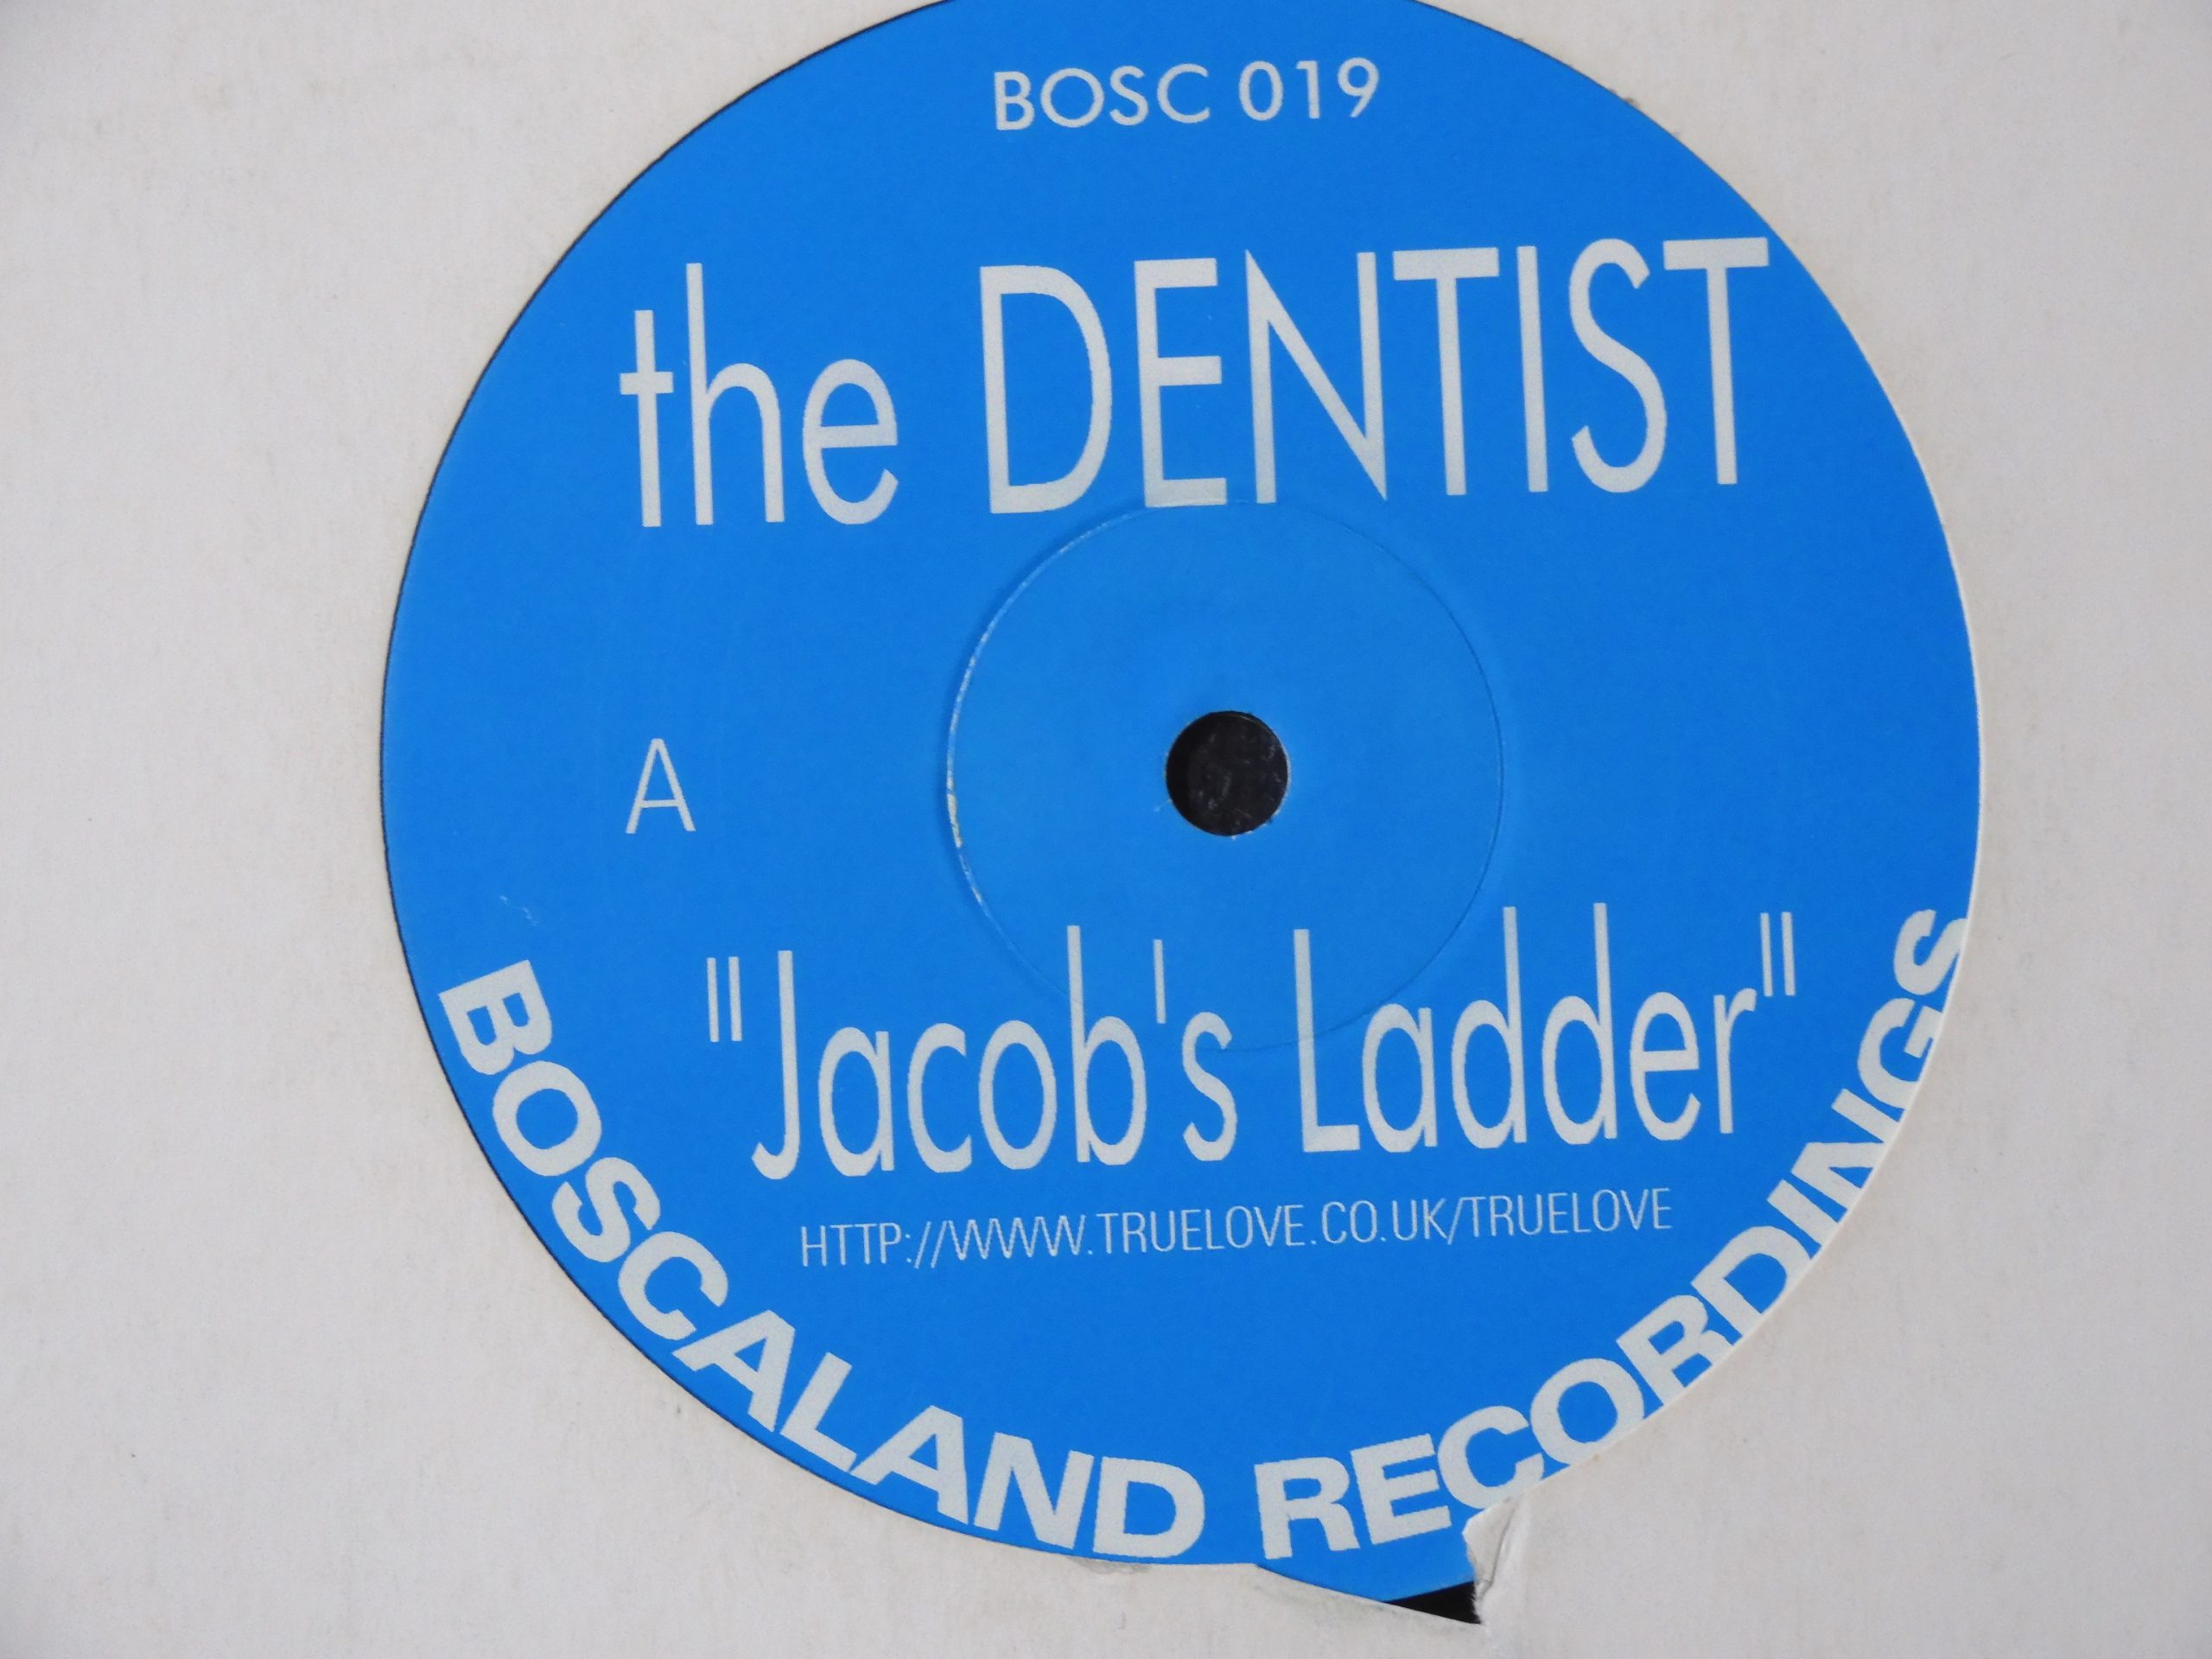 BOSC 019
the DENTIST
A
"Jacob's Ladder"
HTTP://WWW.TRUELOVE.CO.UK/TRUELOVE
BOSCALAND RECORDINGS